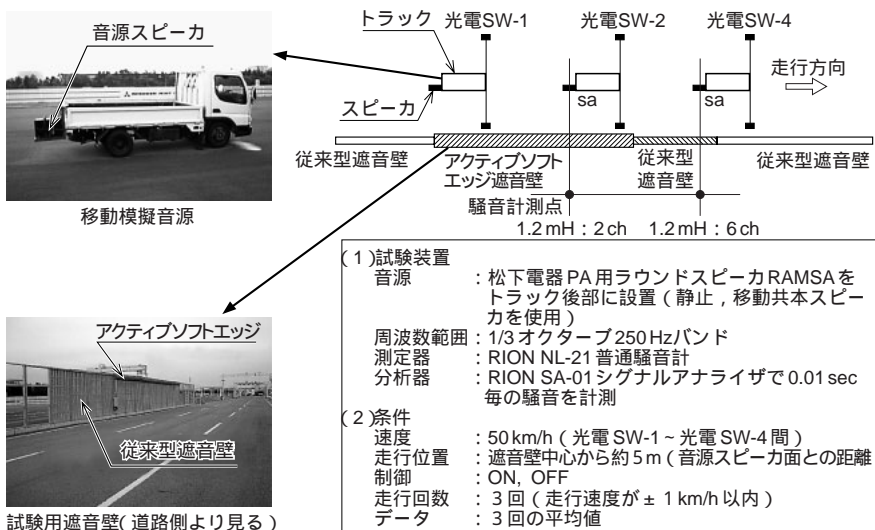 音源スピーカ
移動模擬音源
トラック
光電SW-1
光電SW-2
光電SW-4
走行方向
スピーカ
sa
sa
従来型遮音壁
アクティブソフト
エッジ遮音壁
従来型
遮音壁
従来型遮音壁
騒音計測点
1.2mH：2ch
1.2mH：6ch
アクティブソフトエッジ
従来型遮音壁
試験用遮音壁(道路側より見る)
(1)試験装置
音源 ：松下電器PA用ラウンドスピーカRAMSAを
トラック後部に設置(静止，移動共本スピー
カを使用)
周波数範囲：1/3オクターブ250Hzバンド
測定器 ：RION NL-21普通騒音計
分析器 ：RION SA-01シグナルアナライザで0.01sec
毎の騒音を計測
(2)条件
速度 ：50km/h(光電SW-1~光電SW-4間)
走行位置 ：遮音壁中心から約5m(音源スピーカ面との距離
制御 ：ON, OFF
走行回数 ：3回(走行速度が±1km/h以内)
データ ：3回の平均値